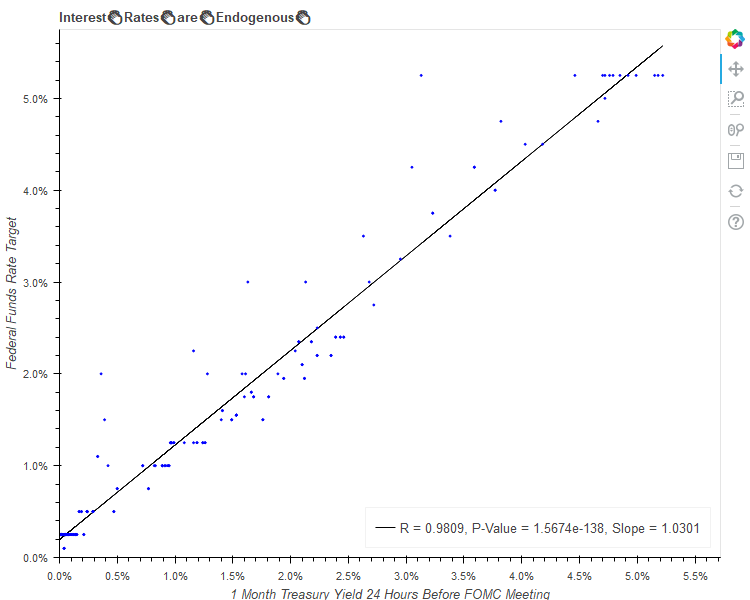 Interest👏Rates👏are👏Endogenous👏
Federal Funds Rate Target
5.0%
4.0%
3.0%
2.0%
1.0%
0.0%
R = 0.9809, P-Value = 1.5674e-138, Slope = 1.0301
0.0% 0.5% 1.0% 1.5% 2.0% 2.5% 3.0% 3.5% 4.0% 4.5% 5.0% 5.5%
1 Month Treasury Yield 24 Hours Before FOMC Meeting